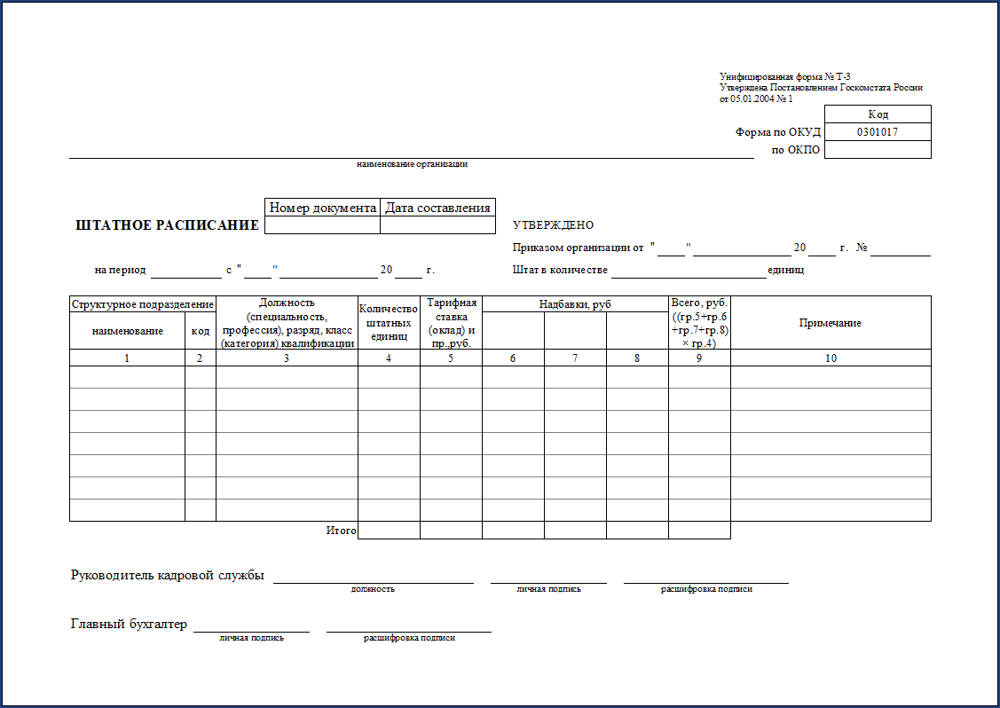 Унифицированная форма № Т-3
Утверждена Постановлением Госкомстата России
от 05.01.2004 № 1
Код
Форма по ОКУД 0301017
по ОКПО
наименование организации
Номер документа Дата составления
ШТАТНОЕ РАСПИСАНИЕ
УТВЕРЖДЕНО
Приказом организации от " " 20 г. №
на период с " " 20 г.
Штат в количестве единиц
Структурное подразделение
наименование
код
Должность
(специальность,
профессия), разряд, класс
(категория) квалификации
Количество
штатных
единиц
Тарифная
ставка
(оклад) и
пр.,руб.
Надбавки, руб
Всего, руб.
((гр.5+гр.6
+гр.7+гр.8)
× гр.4)
Примечание
1 2 3 4 5 6 7 8 9 10
Итого
Руководитель кадровой службы
должность личная подпись расшифровка подписи
Главный бухгалтер
личная подпись расшифровка подписи